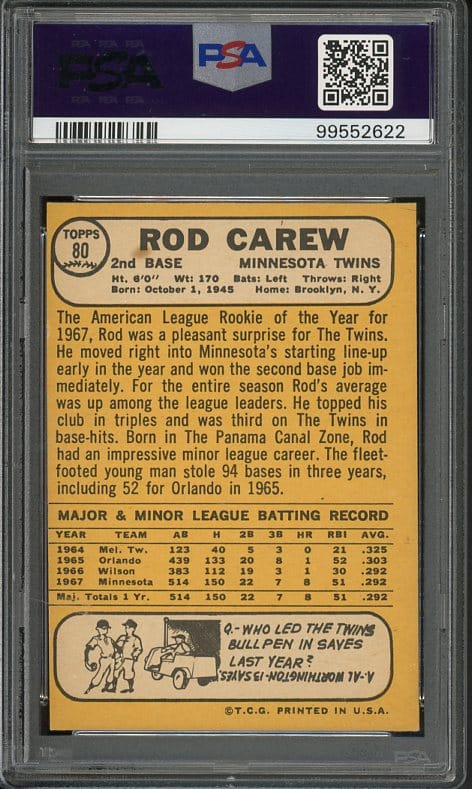 PSA
PSA
99552622
TOPPS
80
ROD CAREW
2nd BASE MINNESOTA TWINS
Ht. 6'0" Wt: 170 Bats: Left Throws: Right
Born: October 1, 1945 Home: Brooklyn, N. Y.
The American League Rookie of the Year for
1967, Rod was a pleasant surprise for The Twins.
He moved right into Minnesota's starting line-up
early in the year and won the second base job im-
mediately. For the entire season Rod's average
was up among the league leaders. He topped his
club in triples and was third on The Twins in
base-hits. Born in The Panama Canal Zone, Rod
had an impressive minor league career. The fleet-
footed young man stole 94 bases in three years,
including 52 for Orlando in 1965.
MAJOR & MINOR LEAGUE BATTING RECORD
YEAR TEAM AB H 2B 3B HR RBI AVG.
1964 Mel. Tw. 123 40 5 3 0 21 .325
1965 Orlando 439 133 20 8 1 52 .303
1966 Wilson 383 112 19 3 1 30 .292
1967 Minnesota 514 150 22 7 8 51 .292
Maj. Totals 1 Yr. 514 150 22 7 8 51 .292
Q.-WHO LED THE TWINS
BULLPEN IN SAVES
LAST YEAR?
A.-AL WORTHINGTON-13 SAVES.
©T.C.G. PRINTED IN U.S.A.
PSA